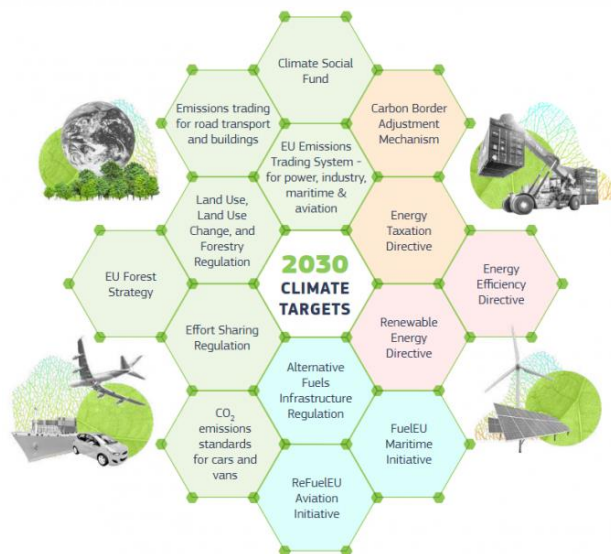 Climate Social
Fund
Emissions trading
for road transport
and buildings
Carbon Border
Adjustment
Mechanism
EU Emissions
Trading System -
for power, industry,
maritime &
aviation
Land Use,
Land Use
Change, and
Forestry
Regulation
Energy
Taxation
Directive
EU Forest
Strategy
2030
CLIMATE
TARGETS
Energy
Efficiency
Directive
Effort Sharing
Regulation
Renewable
Energy
Directive
Alternative
Fuels
Infrastructure
Regulation
CO₂
emissions
standards
for cars and
vans
FuelEU
Maritime
Initiative
ReFuelEU
Aviation
Initiative